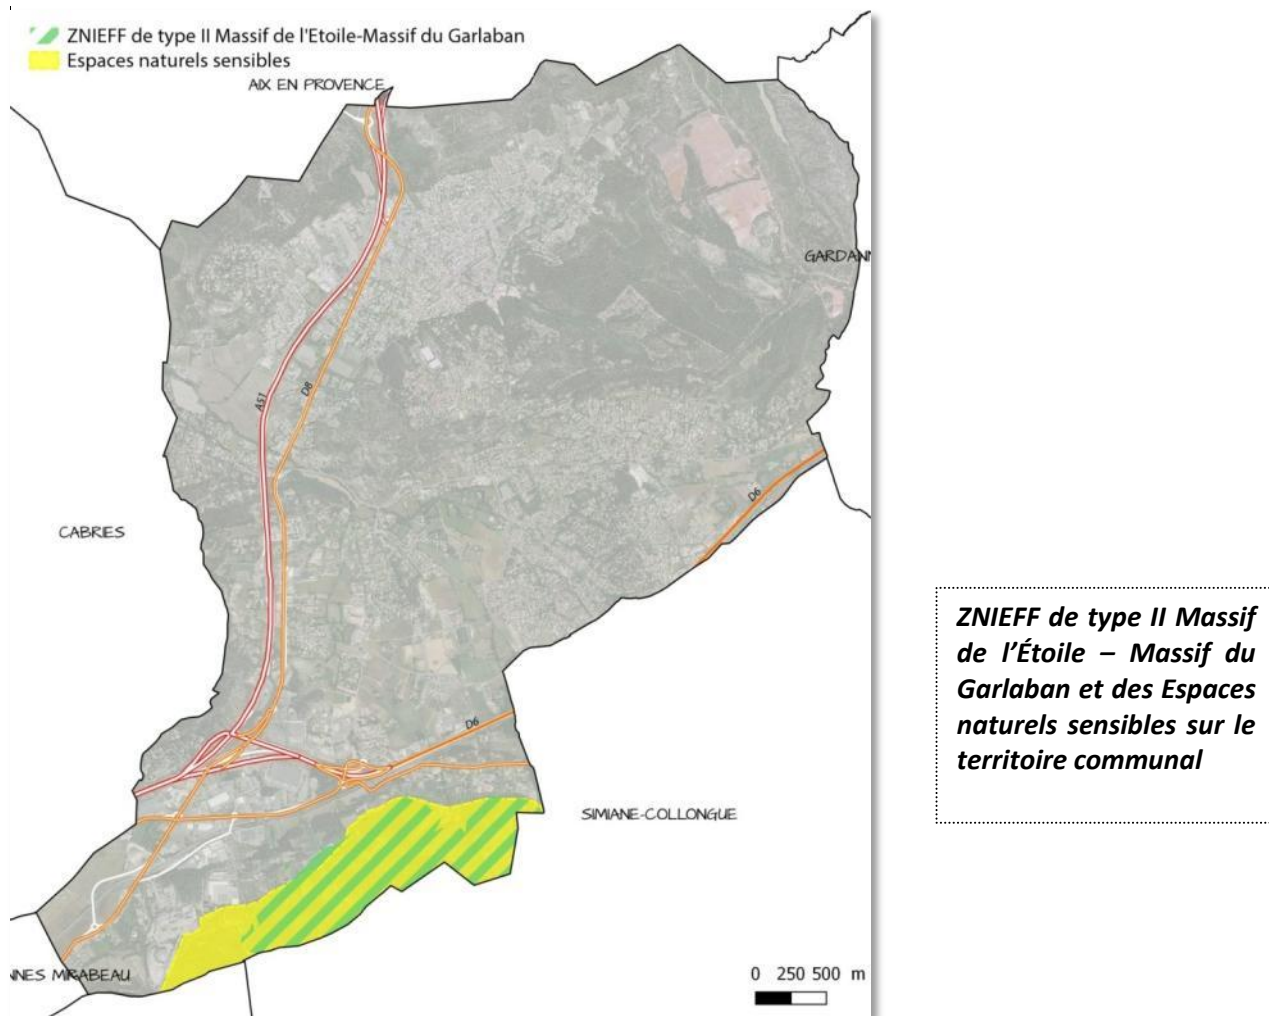 ZNIEFF de type II Massif de l'Etoile-Massif du Garlaban
Espaces naturels sensibles
AIX EN PROVENCE
GARDANN
A51
D8
D6
CABRIES
ZNIEFF de type II Massif
de l'Étoile – Massif du
Garlaban et des Espaces
naturels sensibles sur le
territoire communal
D6
SIMIANE-COLLONGUE
NNES MIRABEAU
0 250 500 m